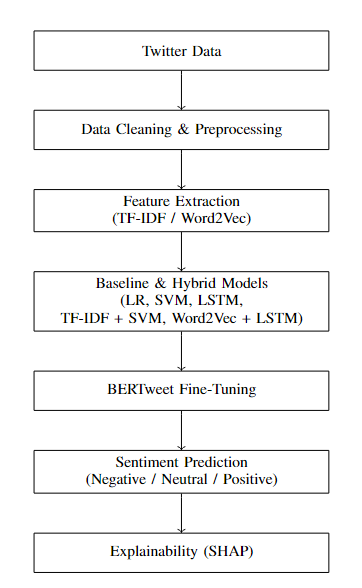 Twitter Data
Data Cleaning & Preprocessing
Feature Extraction
(TF-IDF / Word2Vec)
Baseline & Hybrid Models
(LR, SVM, LSTM,
TF-IDF + SVM, Word2Vec + LSTM)
BERTweet Fine-Tuning
Sentiment Prediction
(Negative / Neutral / Positive)
Explainability (SHAP)